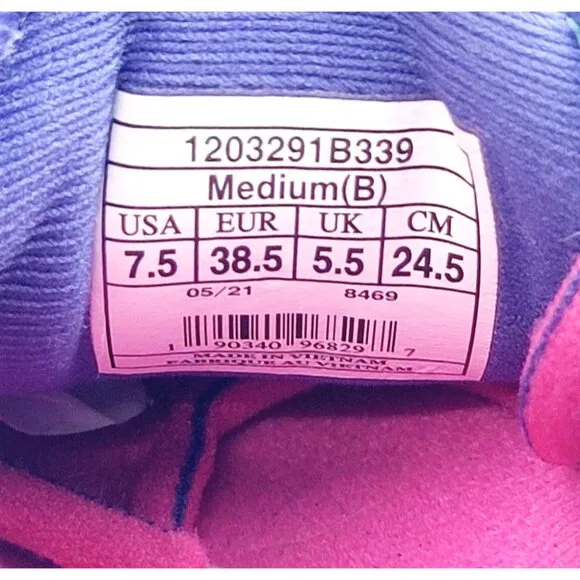 1203291B339
Medium(B)
USA EUR UK CM
7.5 38.5 5.5 24.5
05/21 8469
1 90340 96829 7
MADE IN VIETNAM
FABRIQUE AU VIETNAM